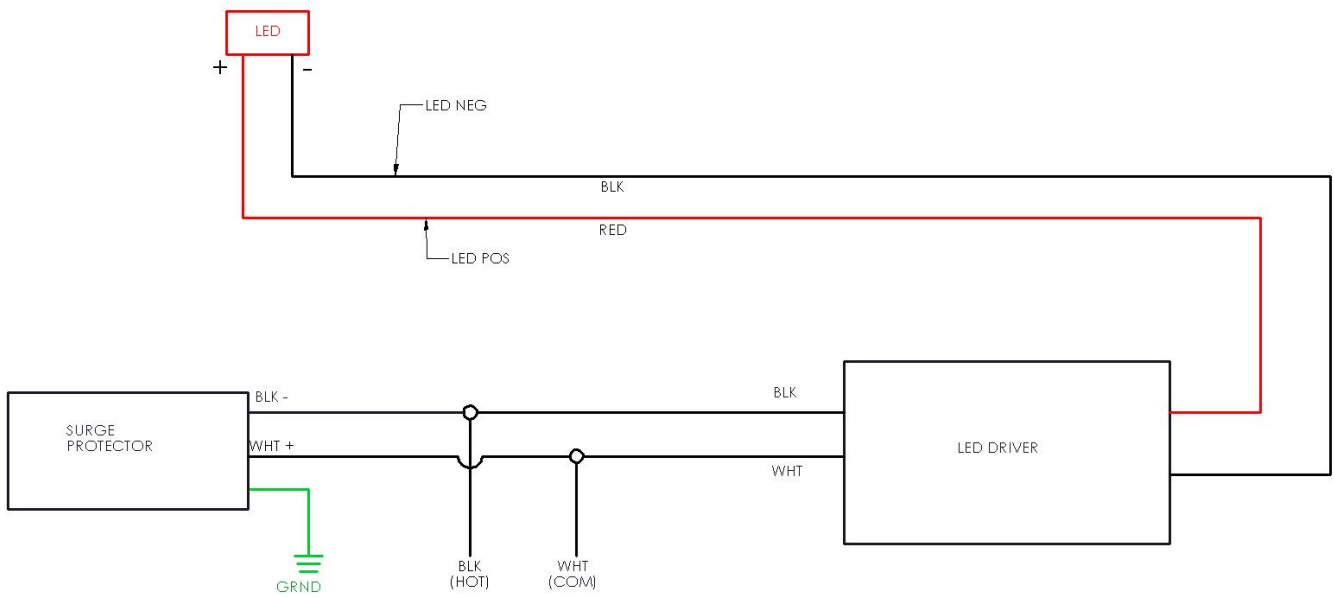 LED
+ -
LED NEG
BLK
RED
LED POS
BLK -
BLK
SURGE
PROTECTOR
WHT +
LED DRIVER
WHT
BLK
(HOT)
WHT
(COM)
GRND